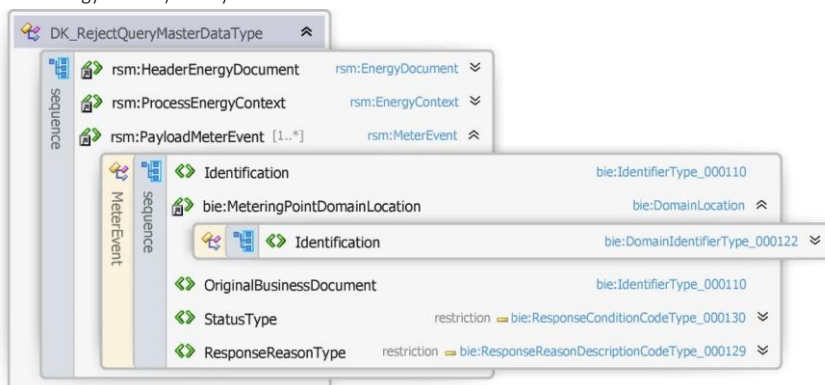 DK_RejectQueryMasterDataType
rsm:HeaderEnergyDocument rsm:EnergyDocument
rsm:ProcessEnergyContext rsm:EnergyContext
rsm:PayloadMeterEvent [1..*] rsm:MeterEvent
sequence
Identification bie:IdentifierType_000110
bie:MeteringPointDomainLocation bie:DomainLocation
Identification bie:DomainIdentifierType_000122
OriginalBusinessDocument bie:IdentifierType_000110
StatusType restriction bie:ResponseConditionCodeType_000130
ResponseReasonType restriction bie:ResponseReasonDescriptionCodeType_000129
MeterEvent
sequence